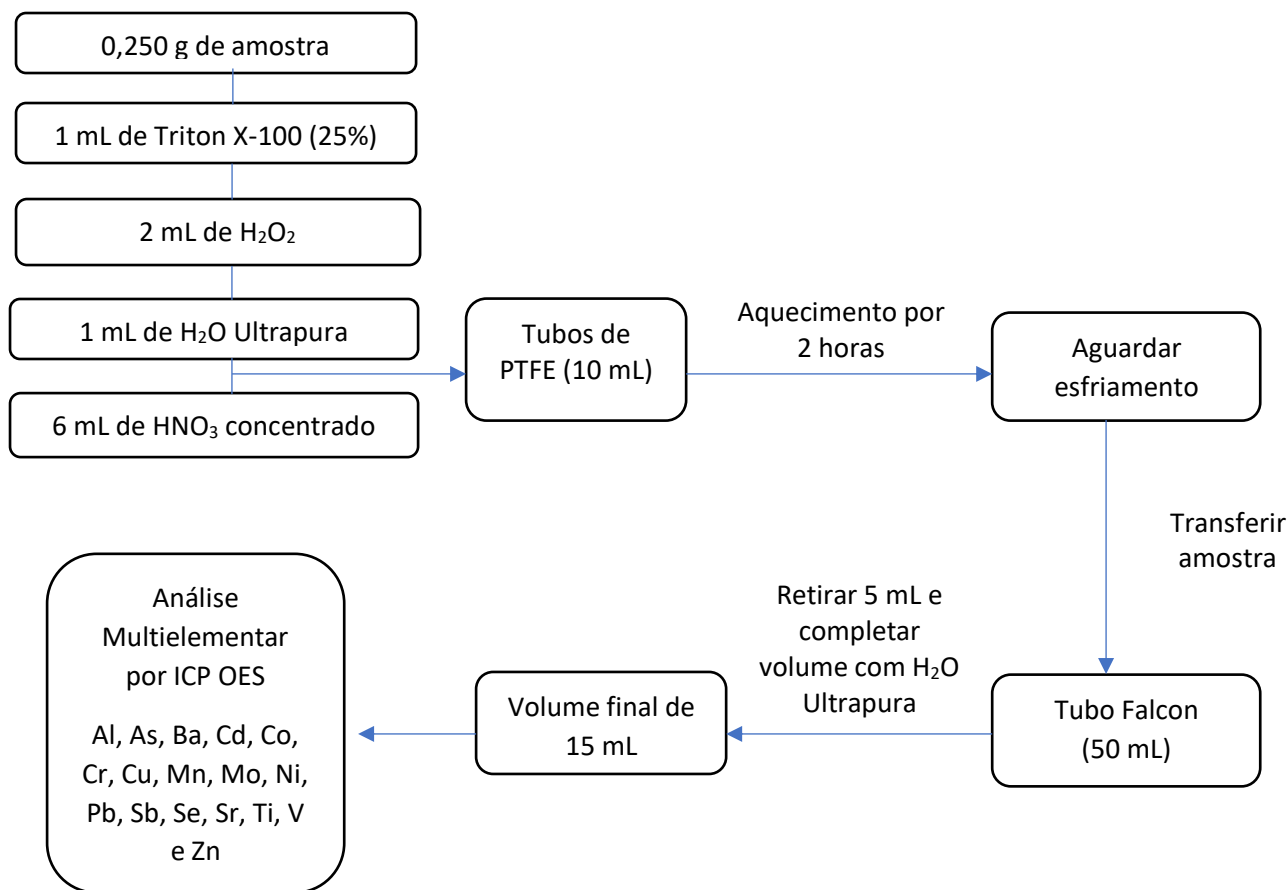 0,250 g de amostra
1 mL de Triton X-100 (25%)
2 mL de H₂O₂
1 mL de H₂O Ultrapura
6 mL de HNO₃ concentrado
Tubos de
PTFE (10 mL)
Aquecimento por
2 horas
Aguardar
esfriamento
Transferir
amostra
Tubo Falcon
(50 mL)
Retirar 5 mL e
completar
volume com H₂O
Ultrapura
Volume final de
15 mL
Análise
Multielementar
por ICP OES
Al, As, Ba, Cd, Co,
Cr, Cu, Mn, Mo, Ni,
Pb, Sb, Se, Sr, Ti, V
e Zn